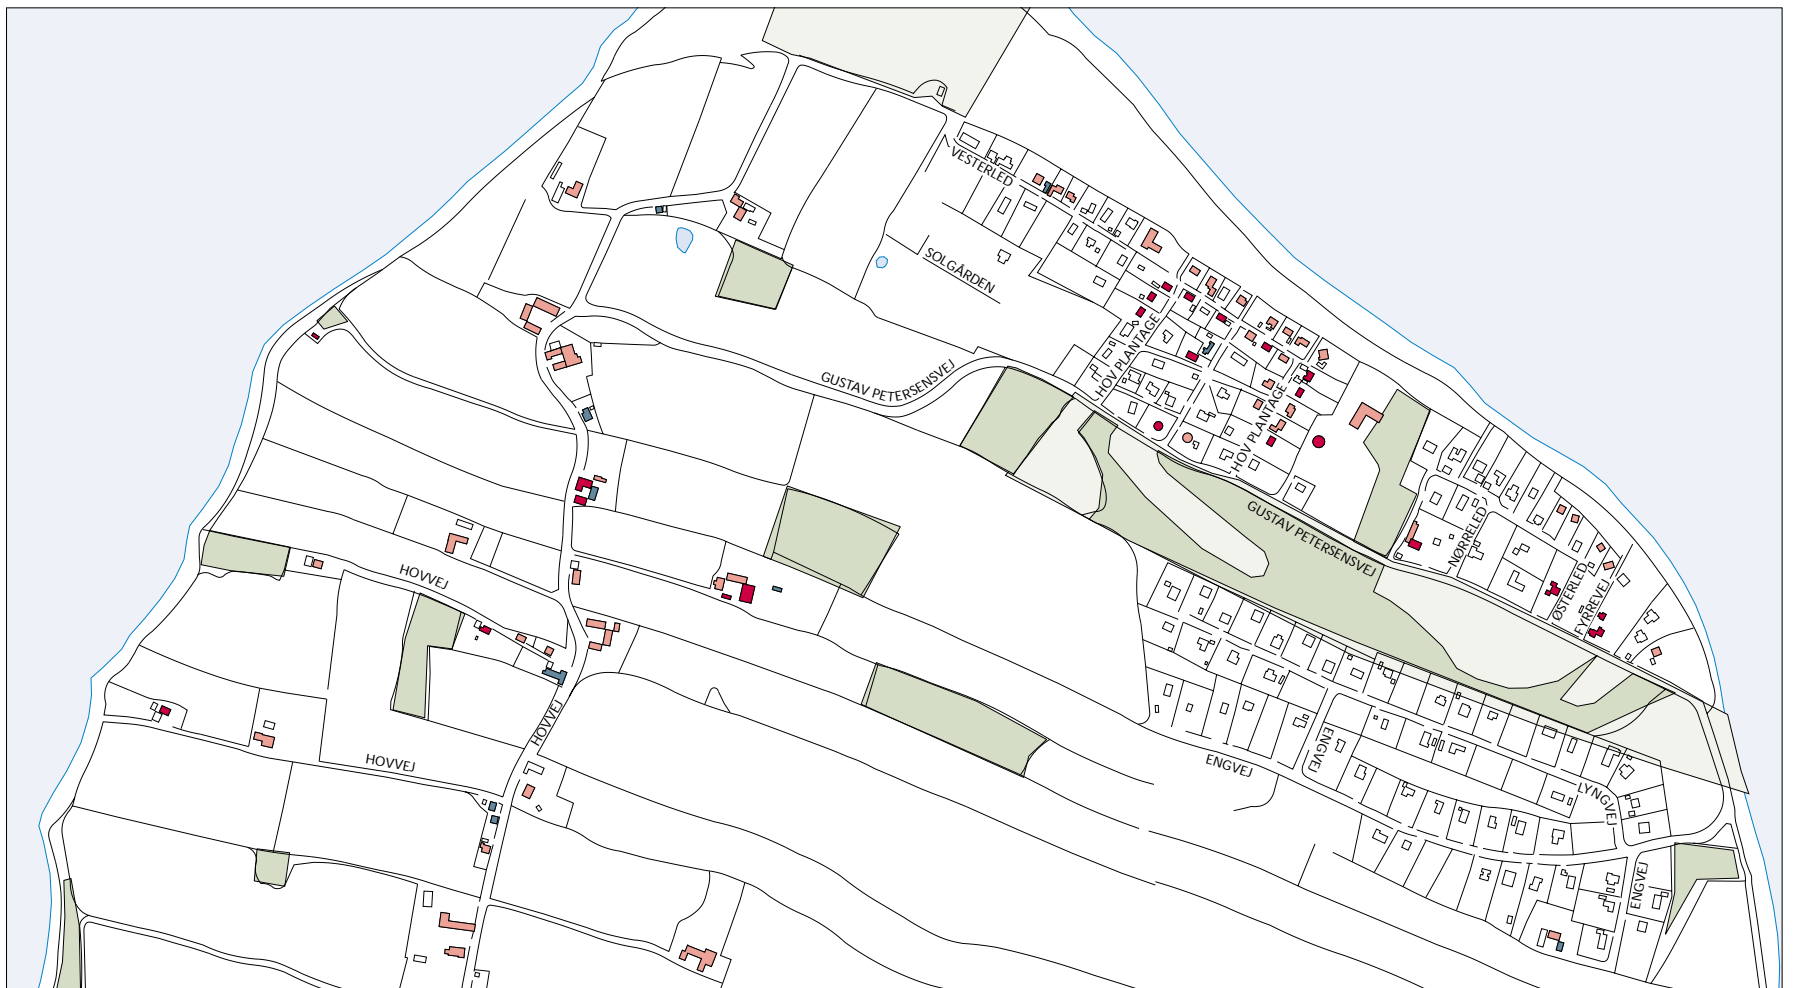 VESTERLED
SOLGÅRDEN
HOV PLANTAGE
GUSTAV PETERSENSVEJ
HOV PLANTAGE
GUSTAV PETERSENSVEJ
NØRRELED
HOVVEJ
ØSTERLED
FYRREVEJ
HOVVEJ
ENGVEJ
HOVVEJ
ENGVEJ
LYNGVEJ
ENGVEJ